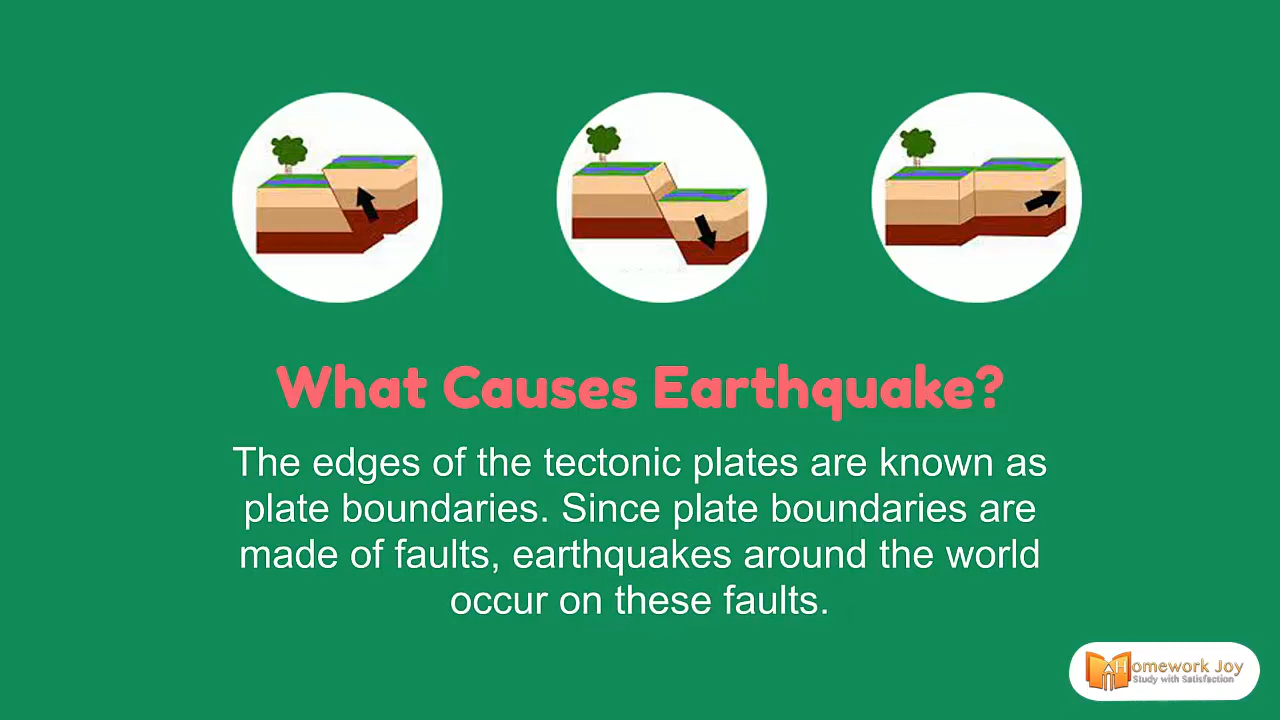 What Causes Earthquake?
The edges of the tectonic plates are known as
plate boundaries. Since plate boundaries are
made of faults, earthquakes around the world
occur on these faults.
Homework Joy
Study with Satisfaction